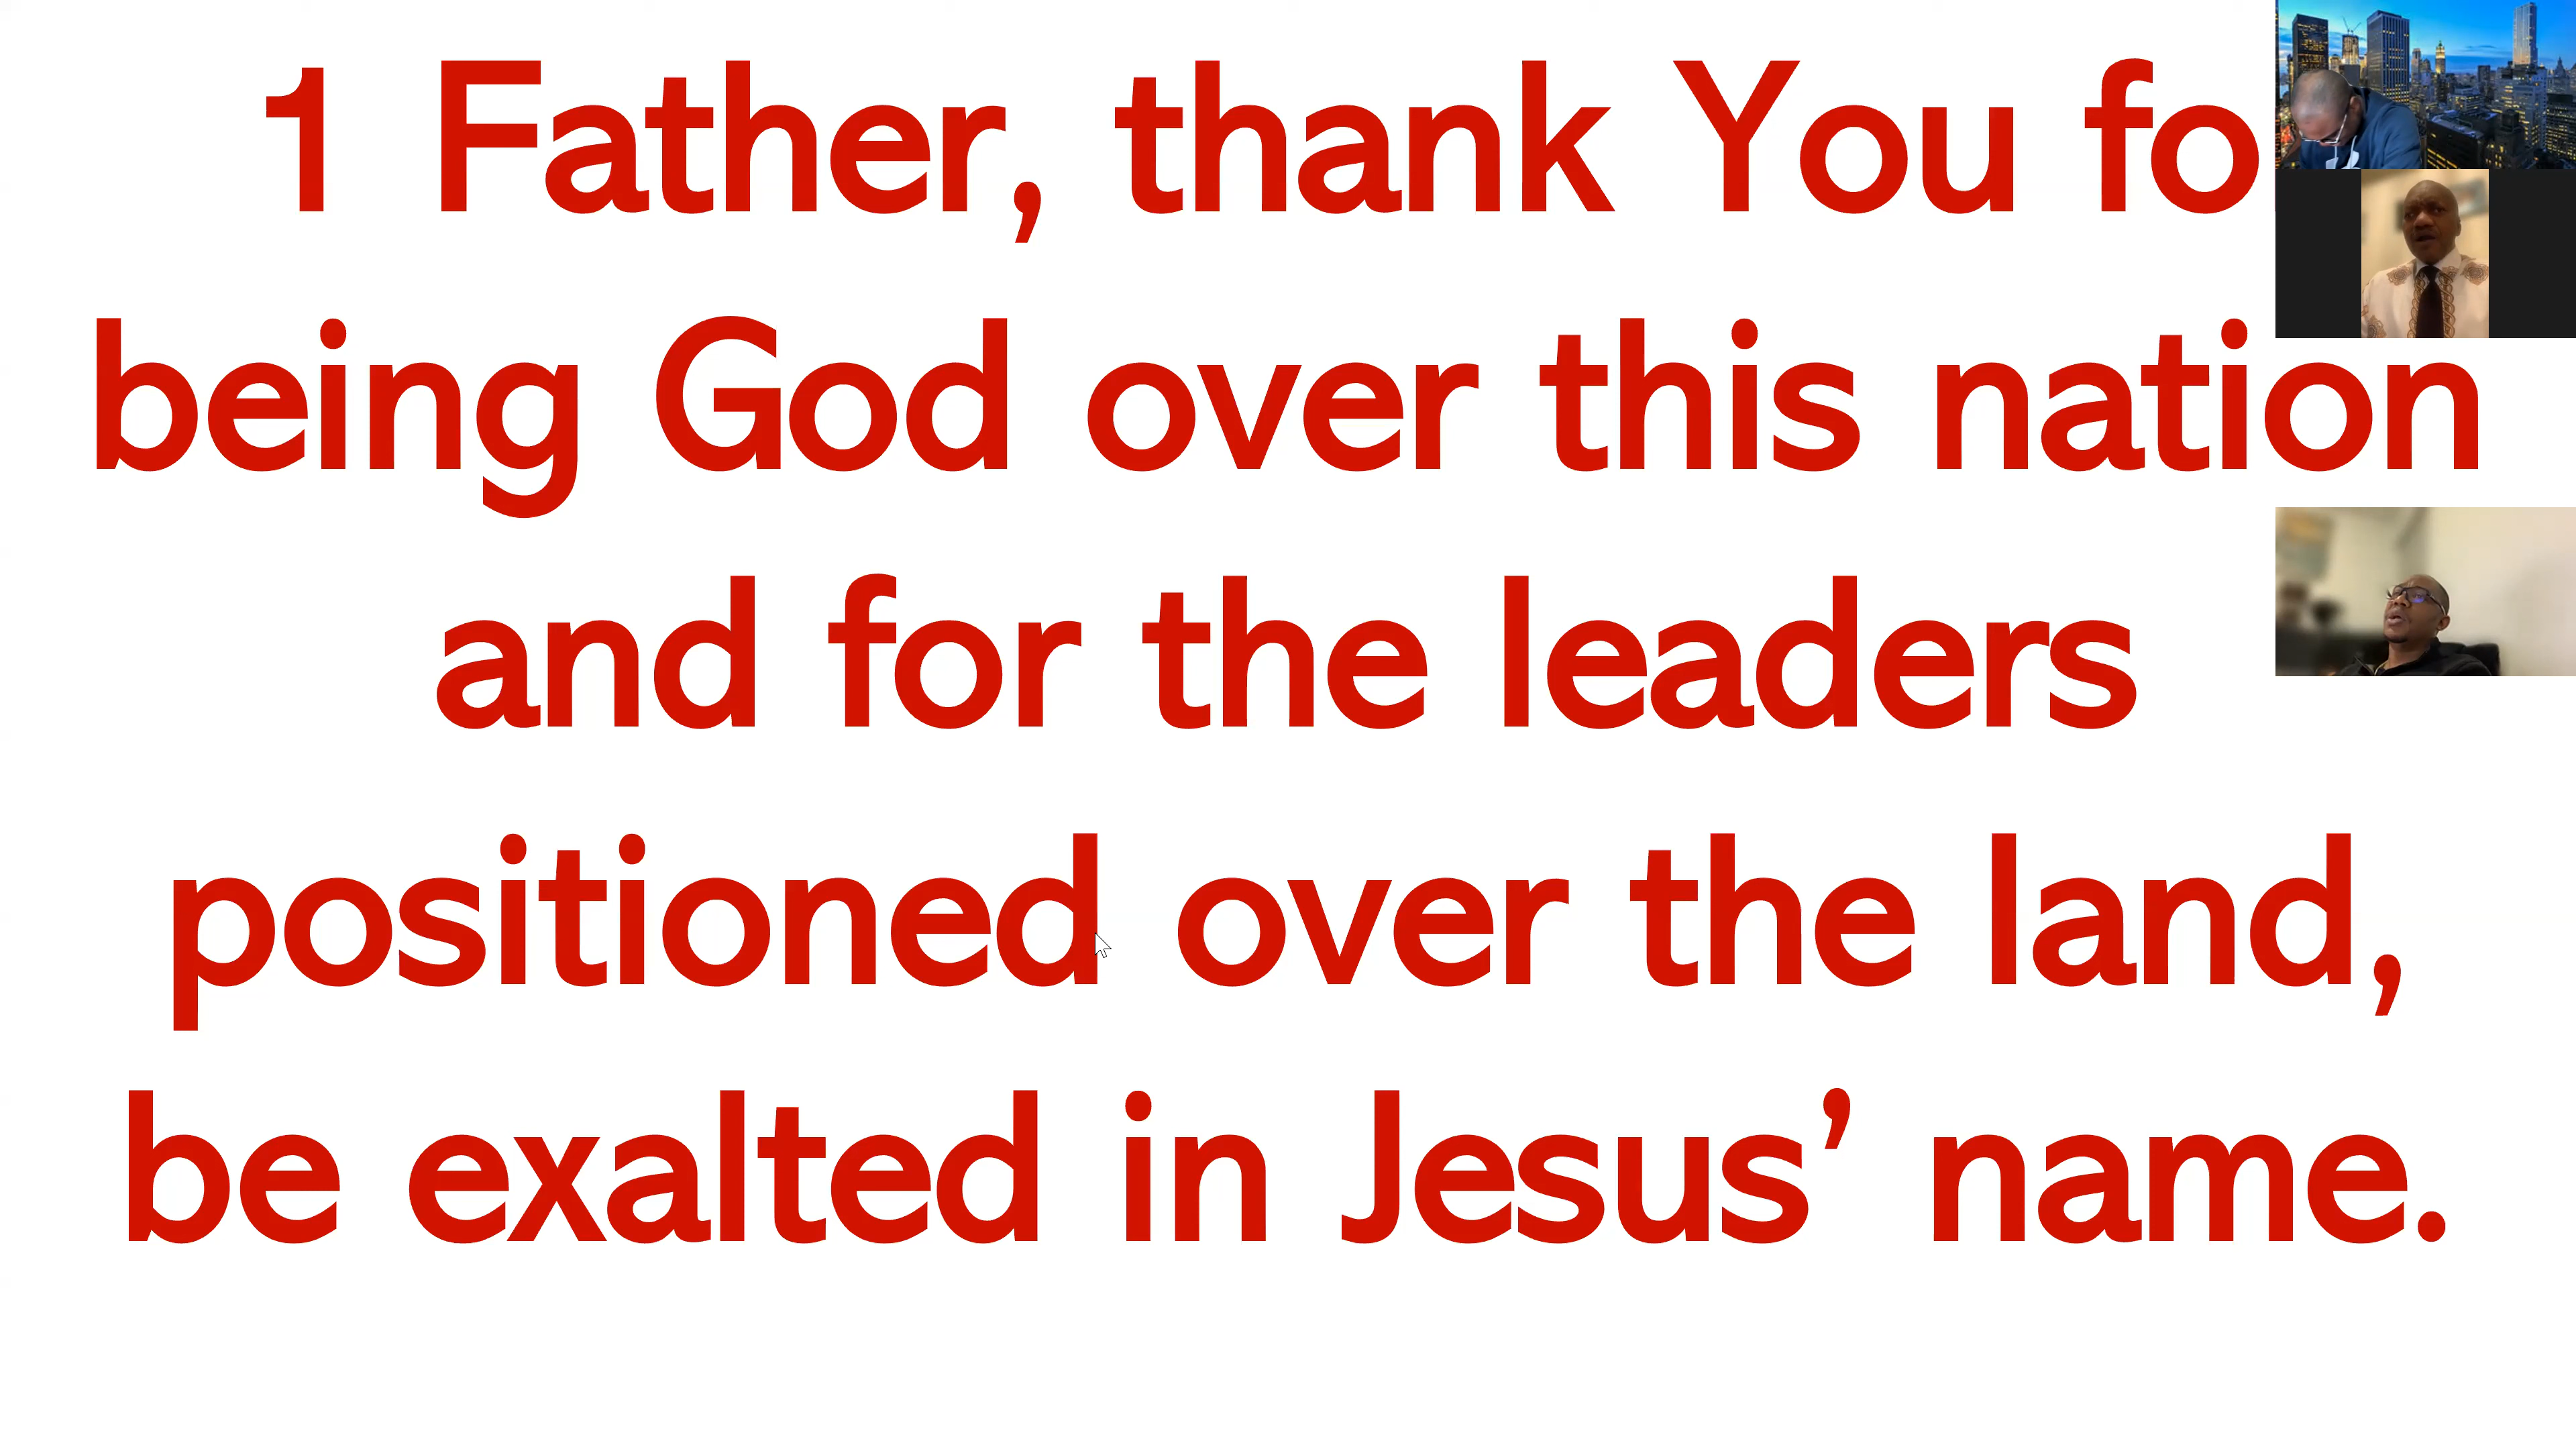 1 Father, thank You fo
being God over this nation
and for the leaders
positioned over the land,
be exalted in Jesus’ name.